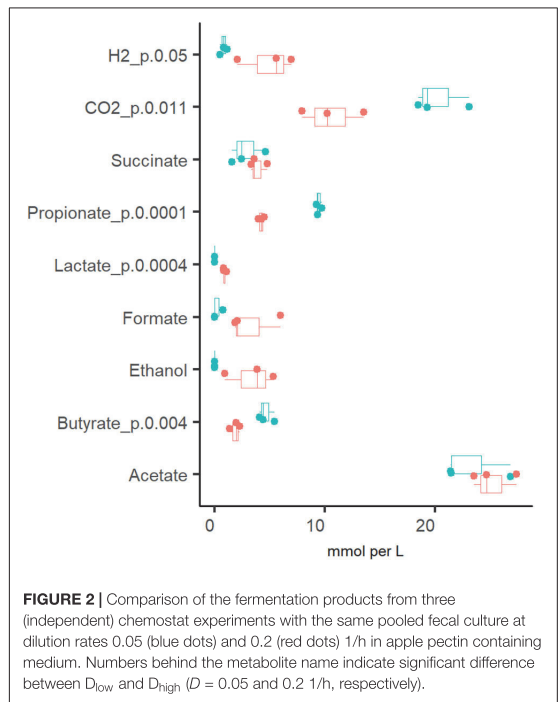 H2_p.0.05
CO2_p.0.011
Succinate
Propionate_p.0.0001
Lactate_p.0.0004
Formate
Ethanol
Butyrate_p.0.004
Acetate
0 10 20
mmol per L
FIGURE 2 | Comparison of the fermentation products from three
(independent) chemostat experiments with the same pooled fecal culture at
dilution rates 0.05 (blue dots) and 0.2 (red dots) 1/h in apple pectin containing
medium. Numbers behind the metabolite name indicate significant difference
between Dlow and Dhigh (D = 0.05 and 0.2 1/h, respectively).